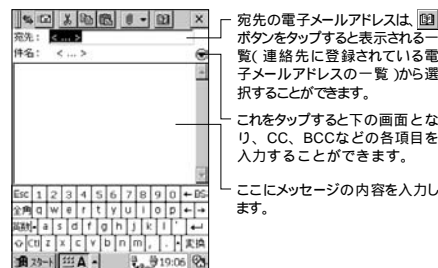 宛先: <...>
件名: <...>
Esc 1 2 3 4 5 6 7 8 9 0 ← BS
全角 q w e r t y u i o p ← →
英数 a s d f g h j k l ' ↵
Ctl z x c v b n m , . 変換
スタート A 19:06
宛先の電子メールアドレスは、
ボタンをタップすると表示される一
覧(連絡先に登録されている電
子メールアドレスの一覧)から選
択することができます。
これをタップすると下の画面とな
り、CC、BCCなどの各項目を
入力することができます。
ここにメッセージの内容を入力し
ます。